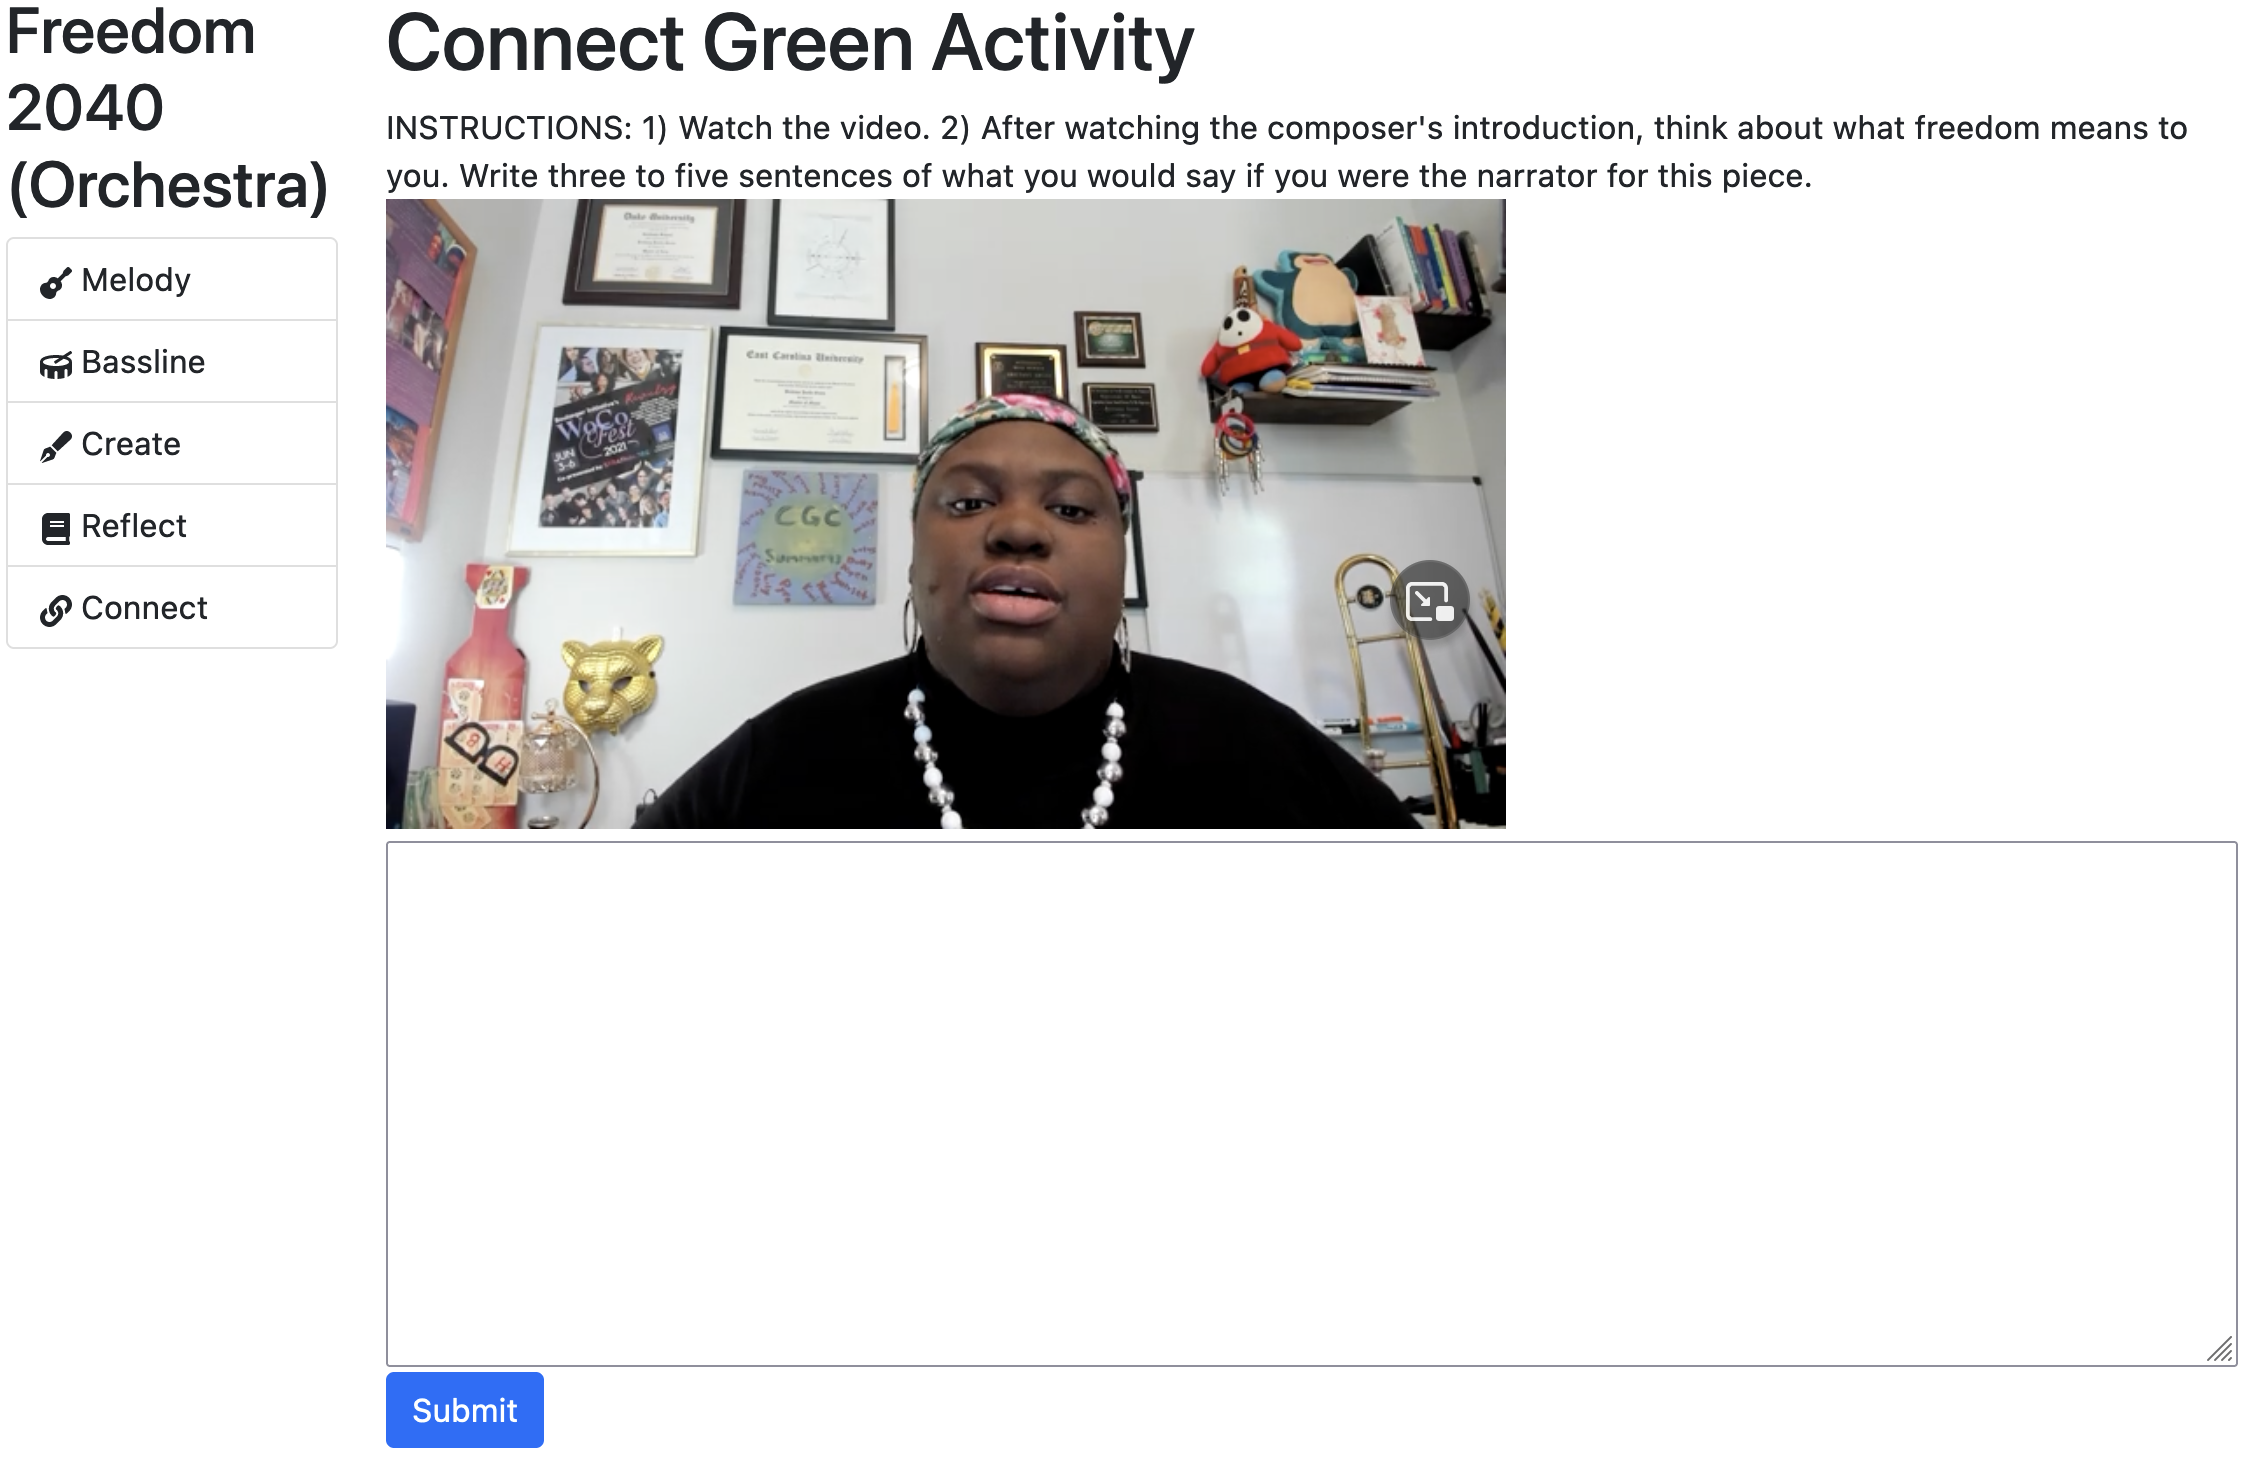 Freedom
2040
(Orchestra)
Melody
Bassline
Create
Reflect
Connect
Connect Green Activity
INSTRUCTIONS: 1) Watch the video. 2) After watching the composer's introduction, think about what freedom means to
you. Write three to five sentences of what you would say if you were the narrator for this piece.
Duke University
East Carolina University
WoCo
Fest
2021
JUN
3-6
CGC
Summer
Submit